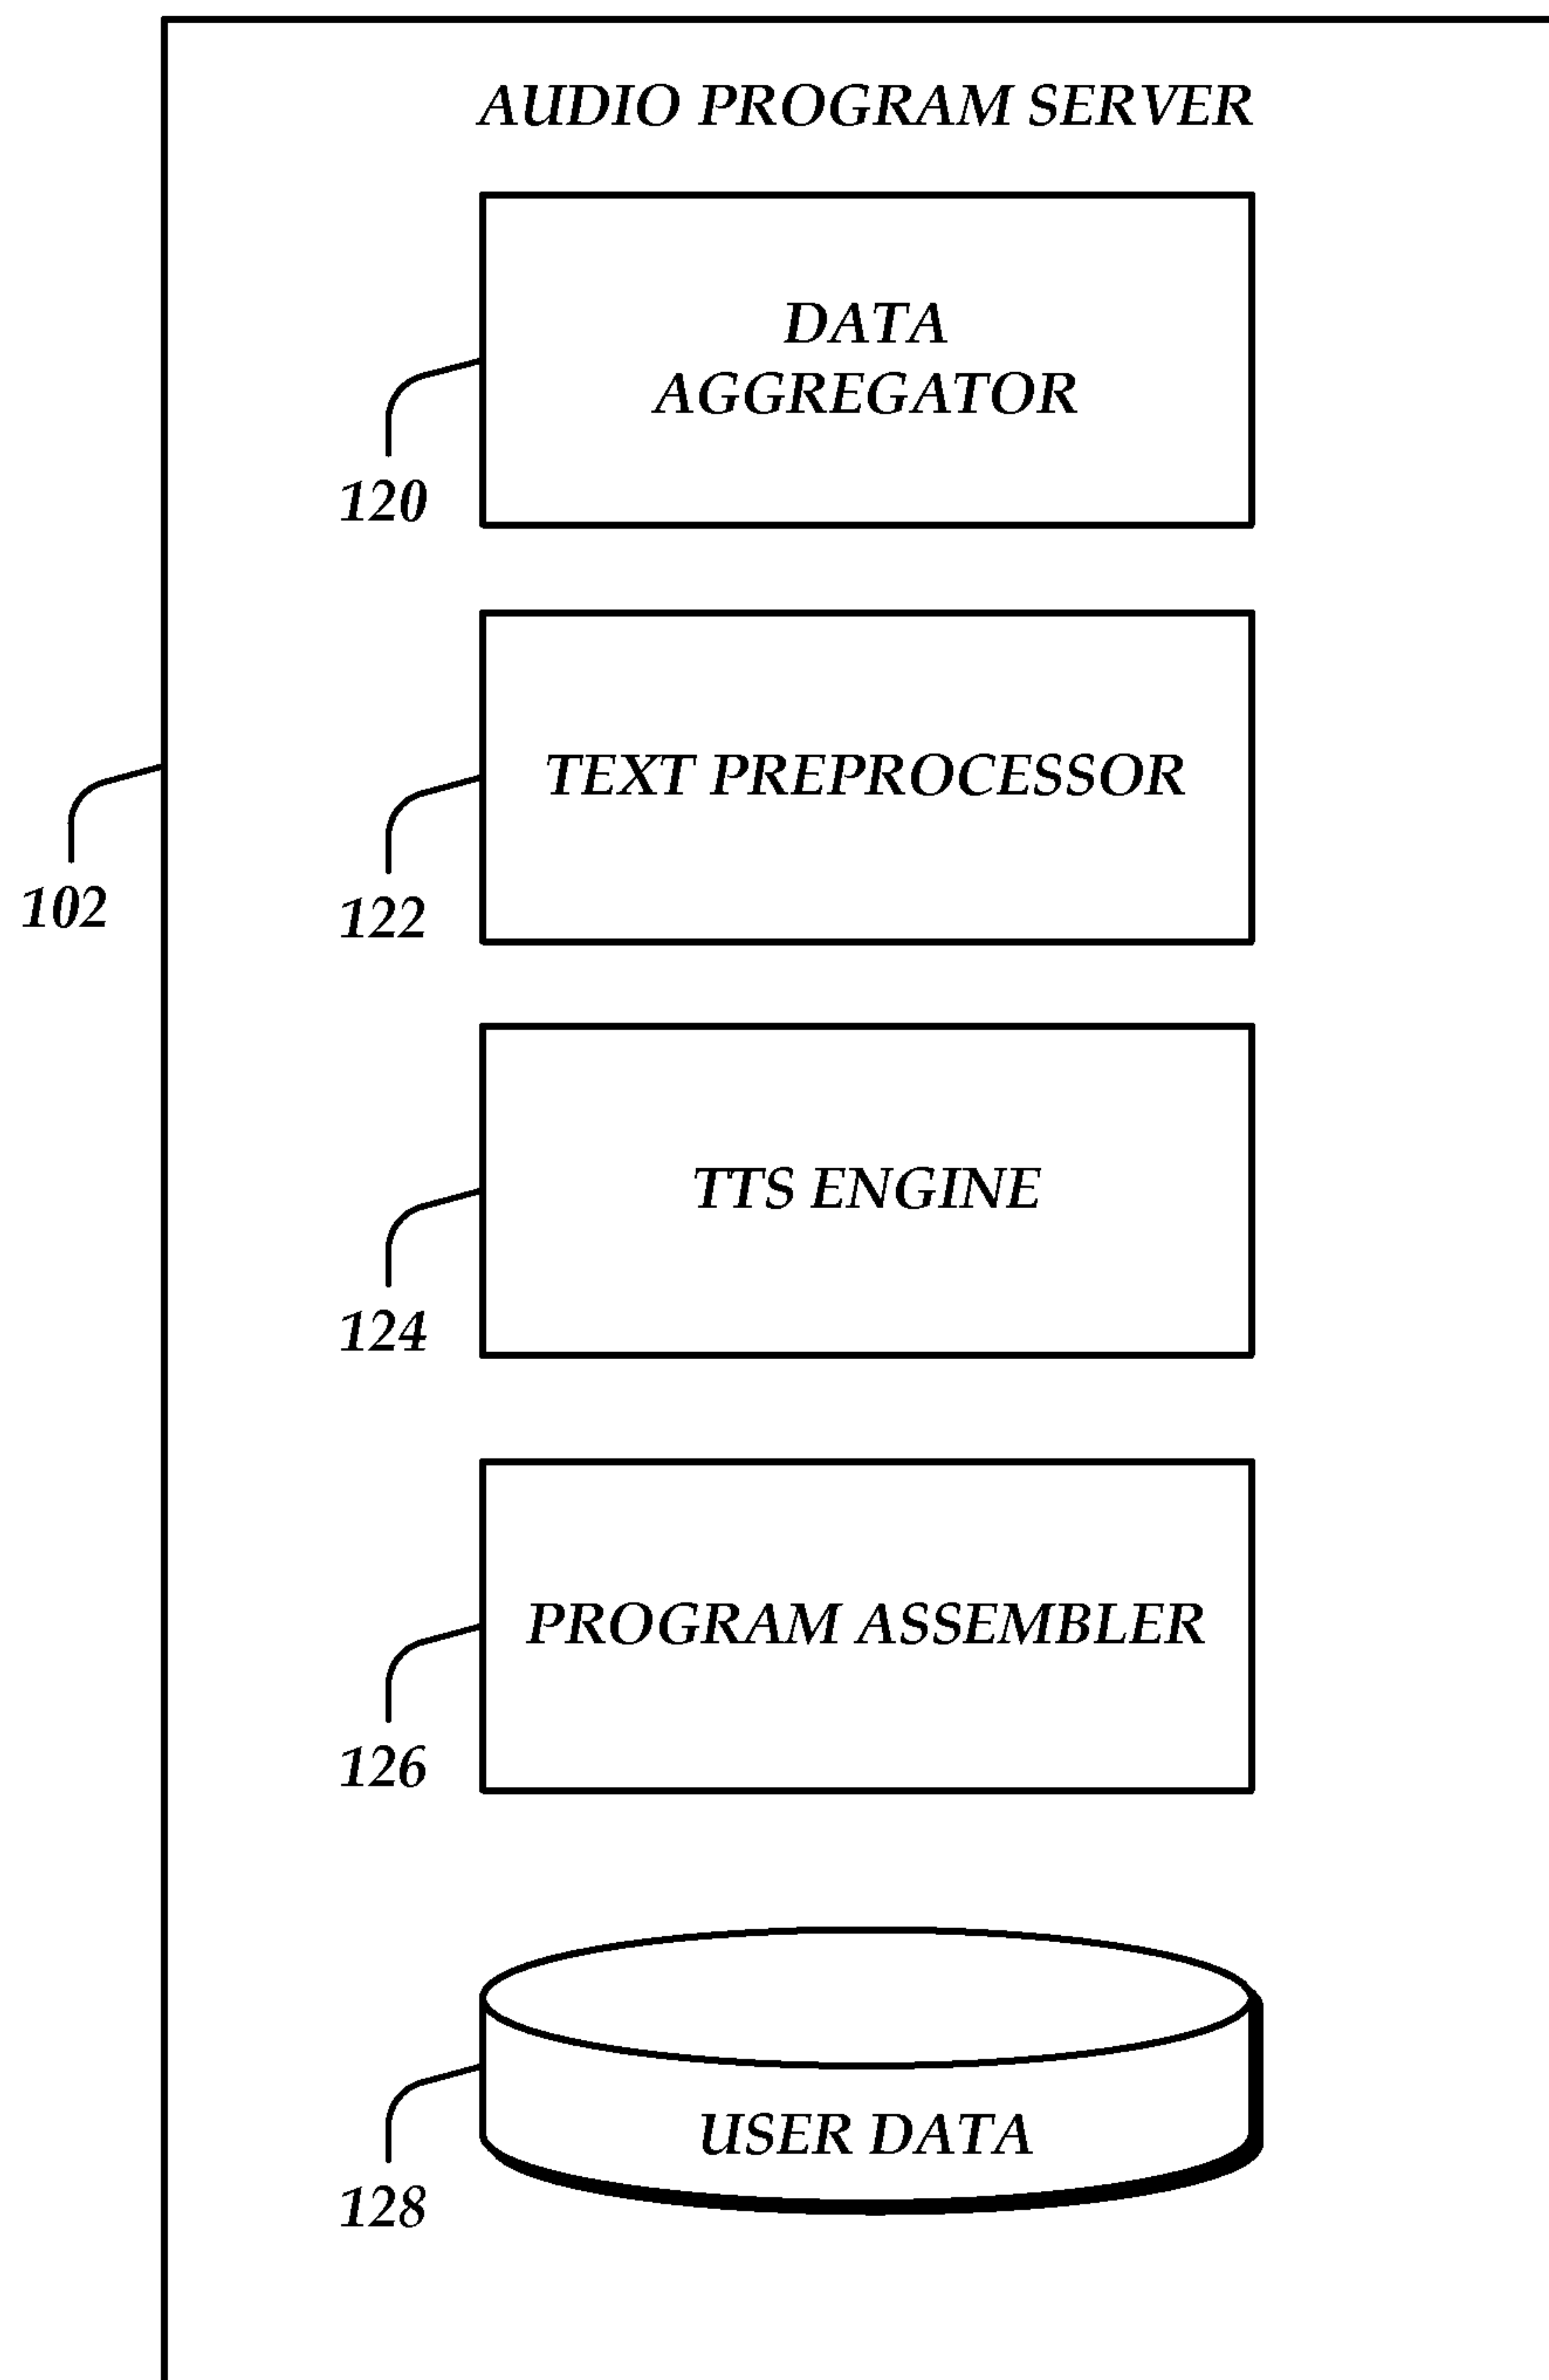 AUDIO PROGRAM SERVER
DATA
AGGREGATOR
120
TEXT PREPROCESSOR
102
122
TTS ENGINE
124
PROGRAM ASSEMBLER
126
USER DATA
128